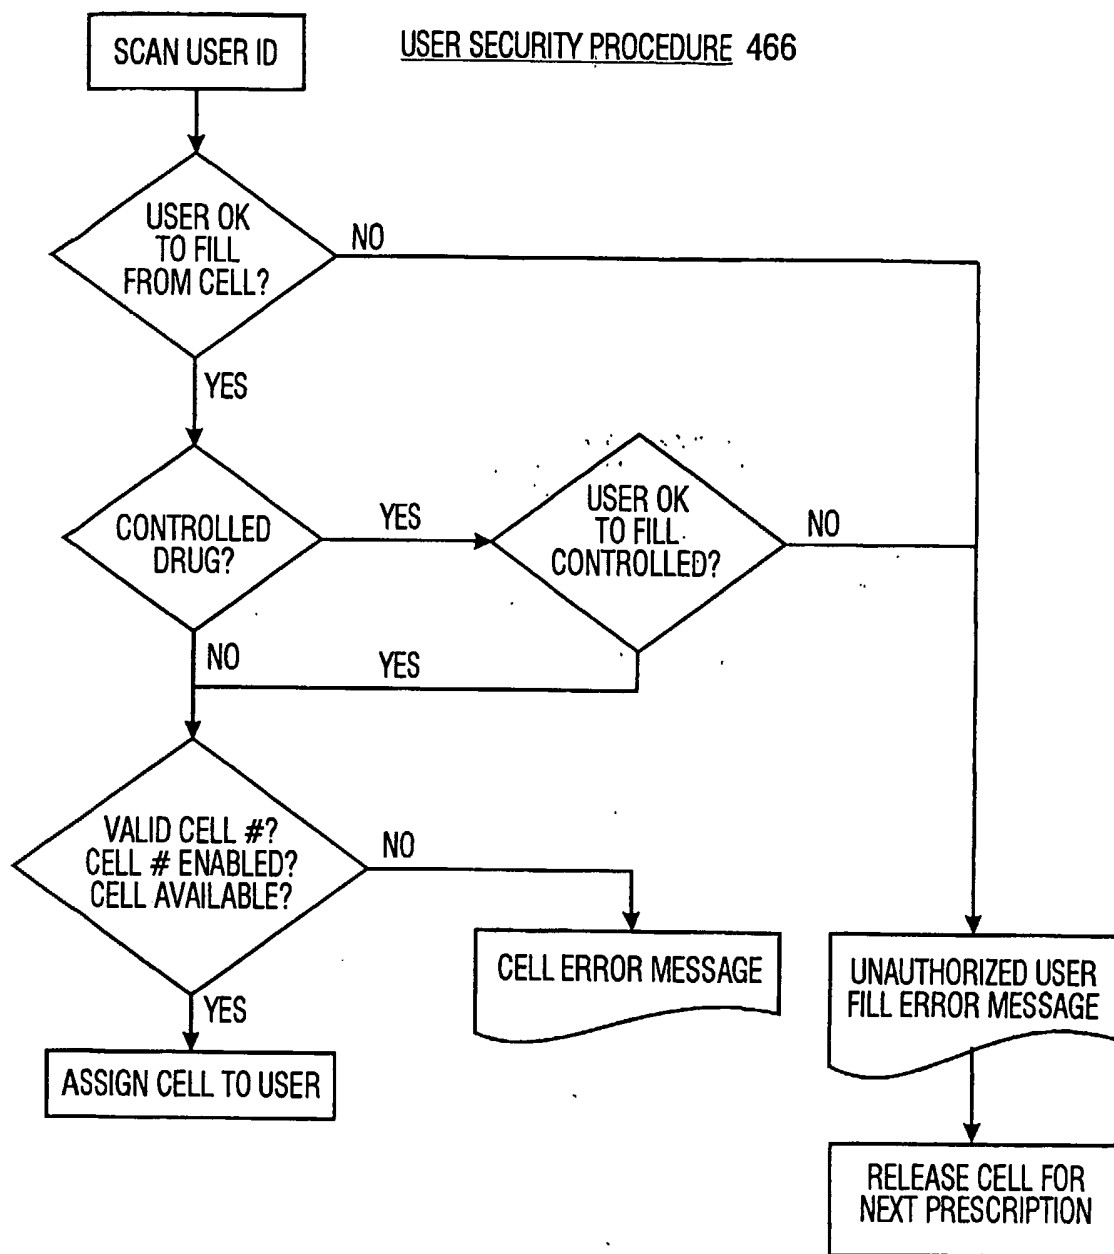 SCAN USER ID
USER SECURITY PROCEDURE 466
USER OK
TO FILL
FROM CELL?
NO
YES
CONTROLLED
DRUG?
YES
USER OK
TO FILL
CONTROLLED?
NO
NO
YES
VALID CELL #?
CELL # ENABLED?
CELL AVAILABLE?
NO
YES
CELL ERROR MESSAGE
UNAUTHORIZED USER
FILL ERROR MESSAGE
ASSIGN CELL TO USER
RELEASE CELL FOR
NEXT PRESCRIPTION